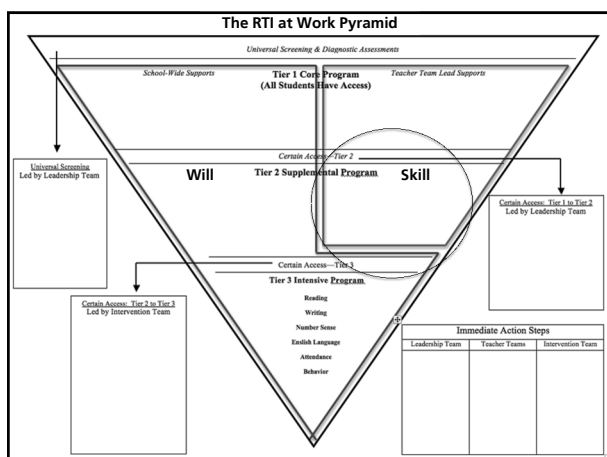 The RTI at Work Pyramid
Universal Screening & Diagnostic Assessments
School-Wide Supports
Tier 1 Core Program
(All Students Have Access)
Teacher Team Lead Supports
Certain Access—Tier 2
Will
Tier 2 Supplemental Program
Skill
Universal Screening
Led by Leadership Team
Certain Access: Tier 1 to Tier 2
Led by Leadership Team
Certain Access—Tier 3
Tier 3 Intensive Program
Reading
Writing
Number Sense
Enslish Language
Attendance
Behavior
Certain Access: Tier 2 to Tier 3
Led by Intervention Team
Immediate Action Steps
Leadership Team
Teacher Teams
Intervention Team